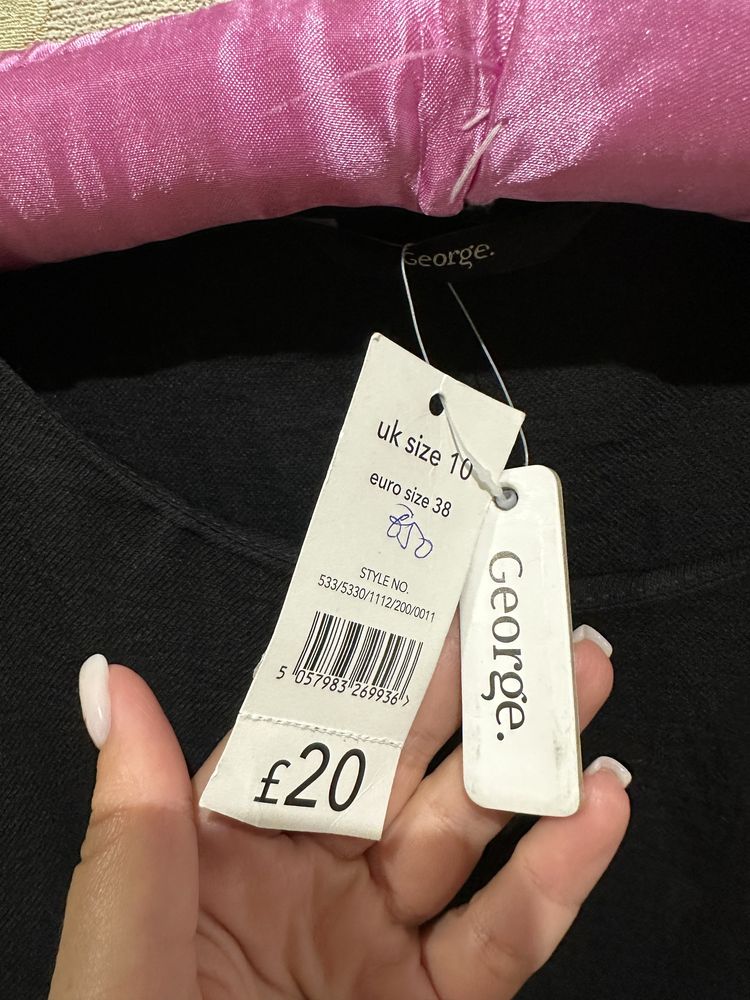 George.
uk size 10
euro size 38
STYLE NO.
533/5330/1112/200/0011
5 057983 269936 >
£20
George.